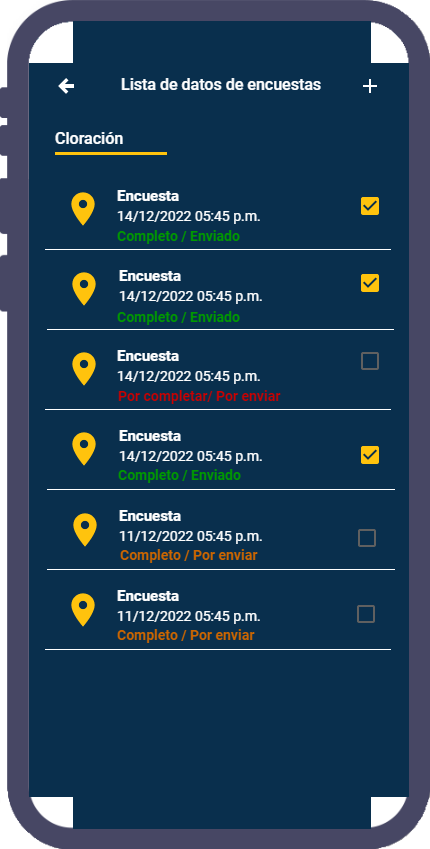 Lista de datos de encuestas
Cloración
Encuesta
14/12/2022 05:45 p.m.
Completo / Enviado
Encuesta
14/12/2022 05:45 p.m.
Completo / Enviado
Encuesta
14/12/2022 05:45 p.m.
Por completar/ Por enviar
Encuesta
14/12/2022 05:45 p.m.
Completo / Enviado
Encuesta
11/12/2022 05:45 p.m.
Completo / Por enviar
Encuesta
11/12/2022 05:45 p.m.
Completo / Por enviar